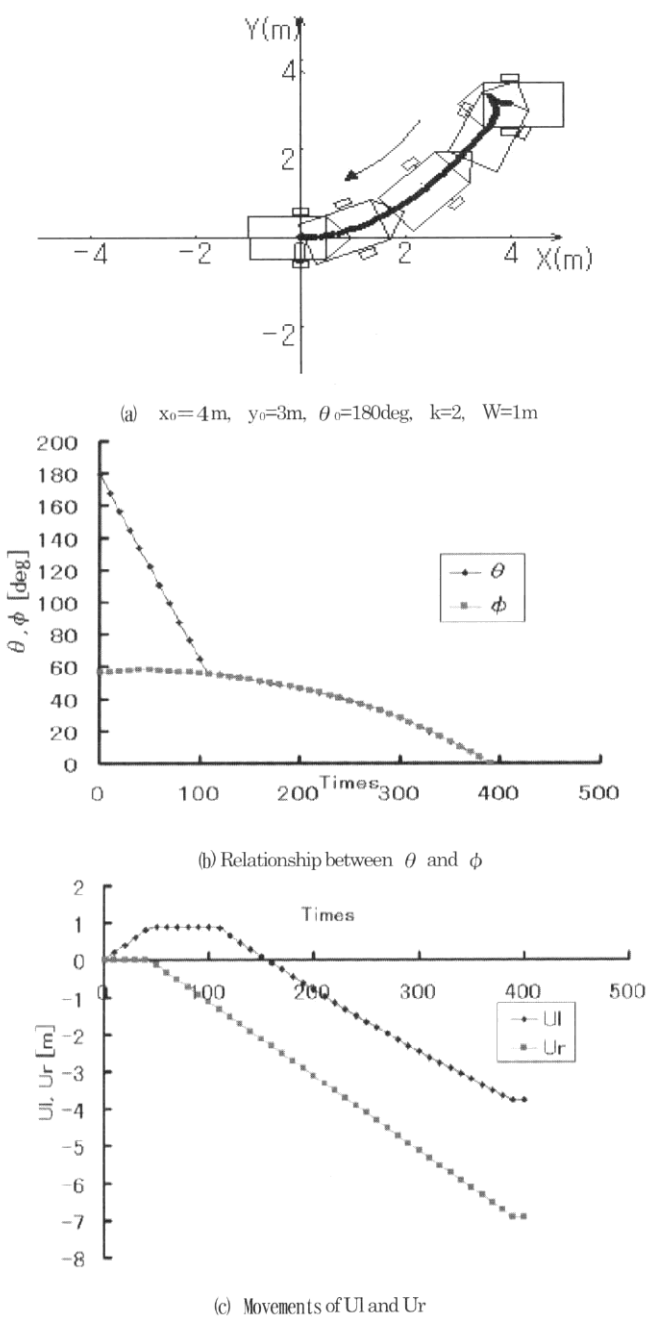 Y(m)
4
2
-4 -2 2 4 X(m)
-2
(a) x₀=4m, y₀=3m, θ₀=180deg, k=2, W=1m
200
180
160
140
120
100
80
60
40
20
0
θ, φ [deg]
θ
φ
0 100 200 Times 300 400 500
(b) Relationship between θ and φ
2
1
0
-1
-2
-3
-4
-5
-6
-7
-8
Ul, Ur [m]
Times
0 100 200 300 400 500
Ul
Ur
(c) Movements of Ul and Ur